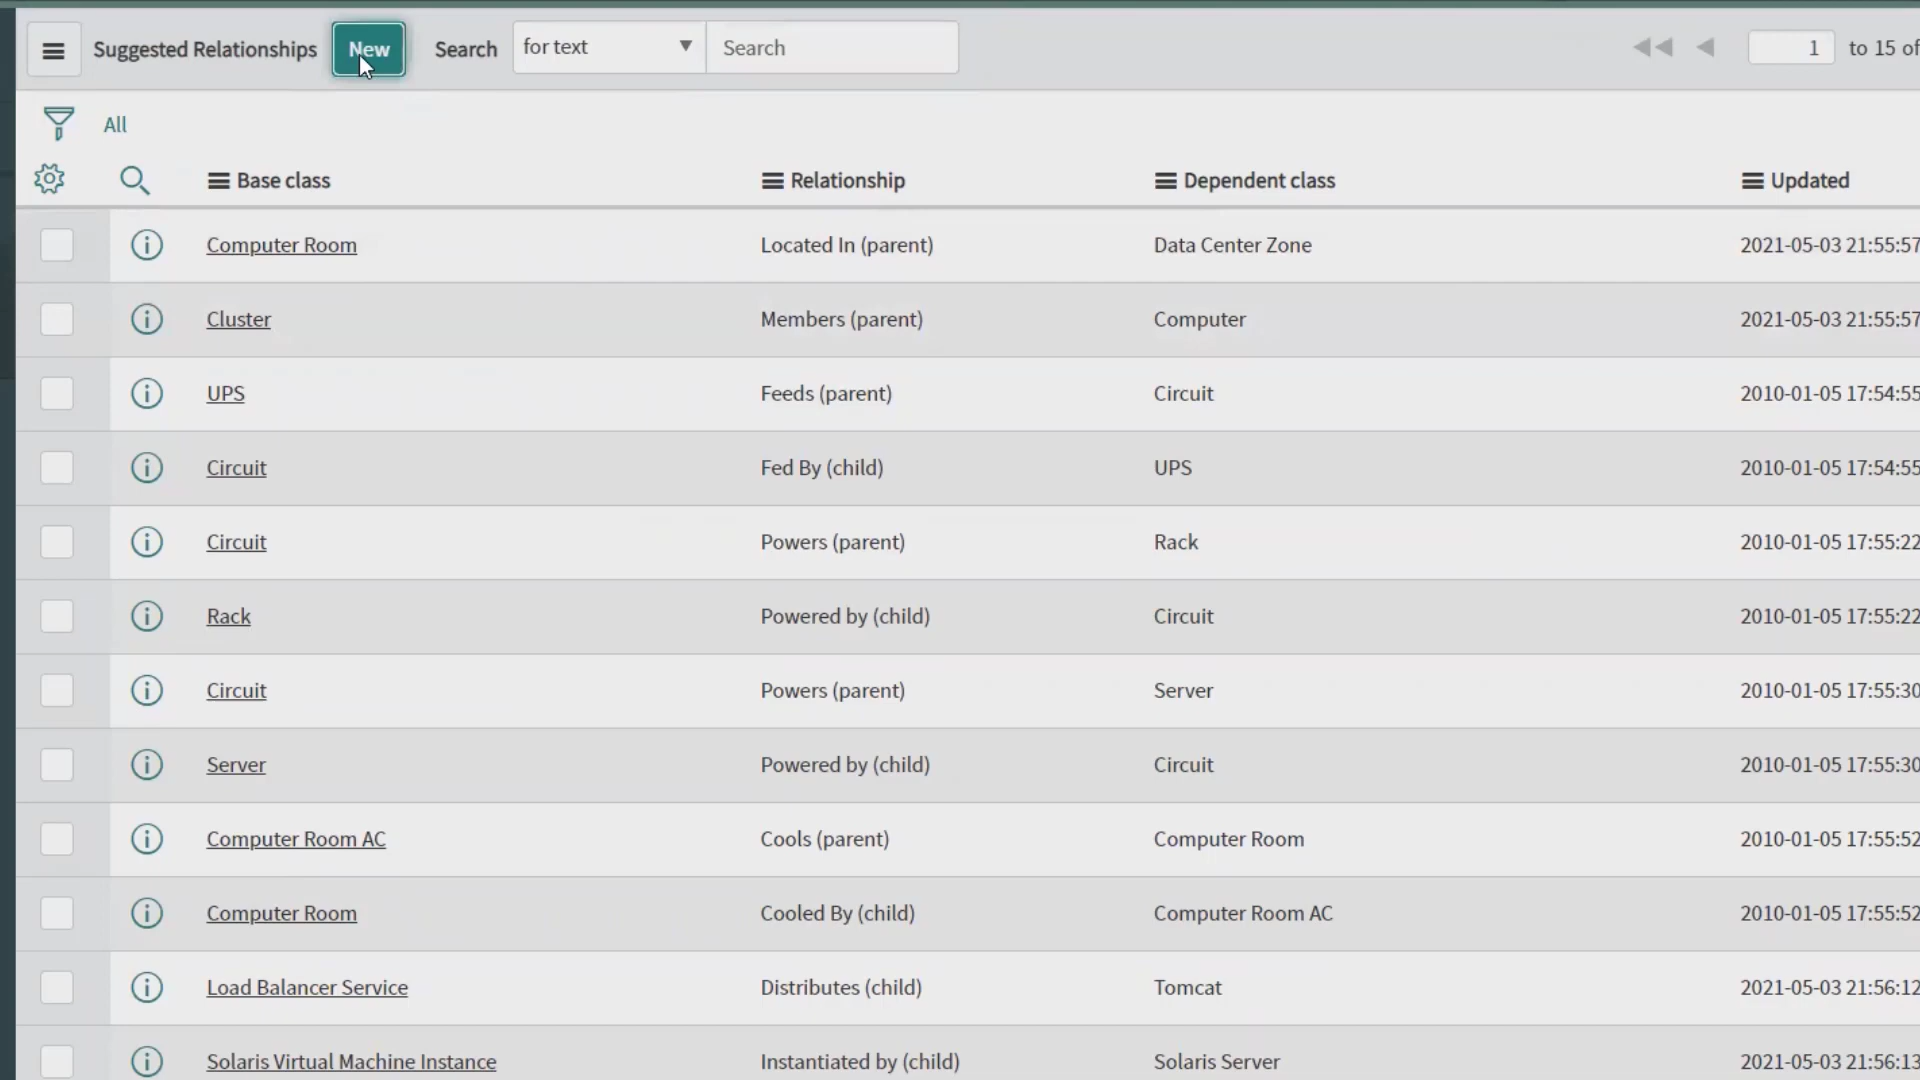 Suggested Relationships New Search for text Search 1 to 15 of
All
Base class Relationship Dependent class Updated
Computer Room Located In (parent) Data Center Zone 2021-05-03 21:55:57
Cluster Members (parent) Computer 2021-05-03 21:55:57
UPS Feeds (parent) Circuit 2010-01-05 17:54:55
Circuit Fed By (child) UPS 2010-01-05 17:54:55
Circuit Powers (parent) Rack 2010-01-05 17:55:22
Rack Powered by (child) Circuit 2010-01-05 17:55:22
Circuit Powers (parent) Server 2010-01-05 17:55:30
Server Powered by (child) Circuit 2010-01-05 17:55:30
Computer Room AC Cools (parent) Computer Room 2010-01-05 17:55:52
Computer Room Cooled By (child) Computer Room AC 2010-01-05 17:55:52
Load Balancer Service Distributes (child) Tomcat 2021-05-03 21:56:12
Solaris Virtual Machine Instance Instantiated by (child) Solaris Server 2021-05-03 21:56:13